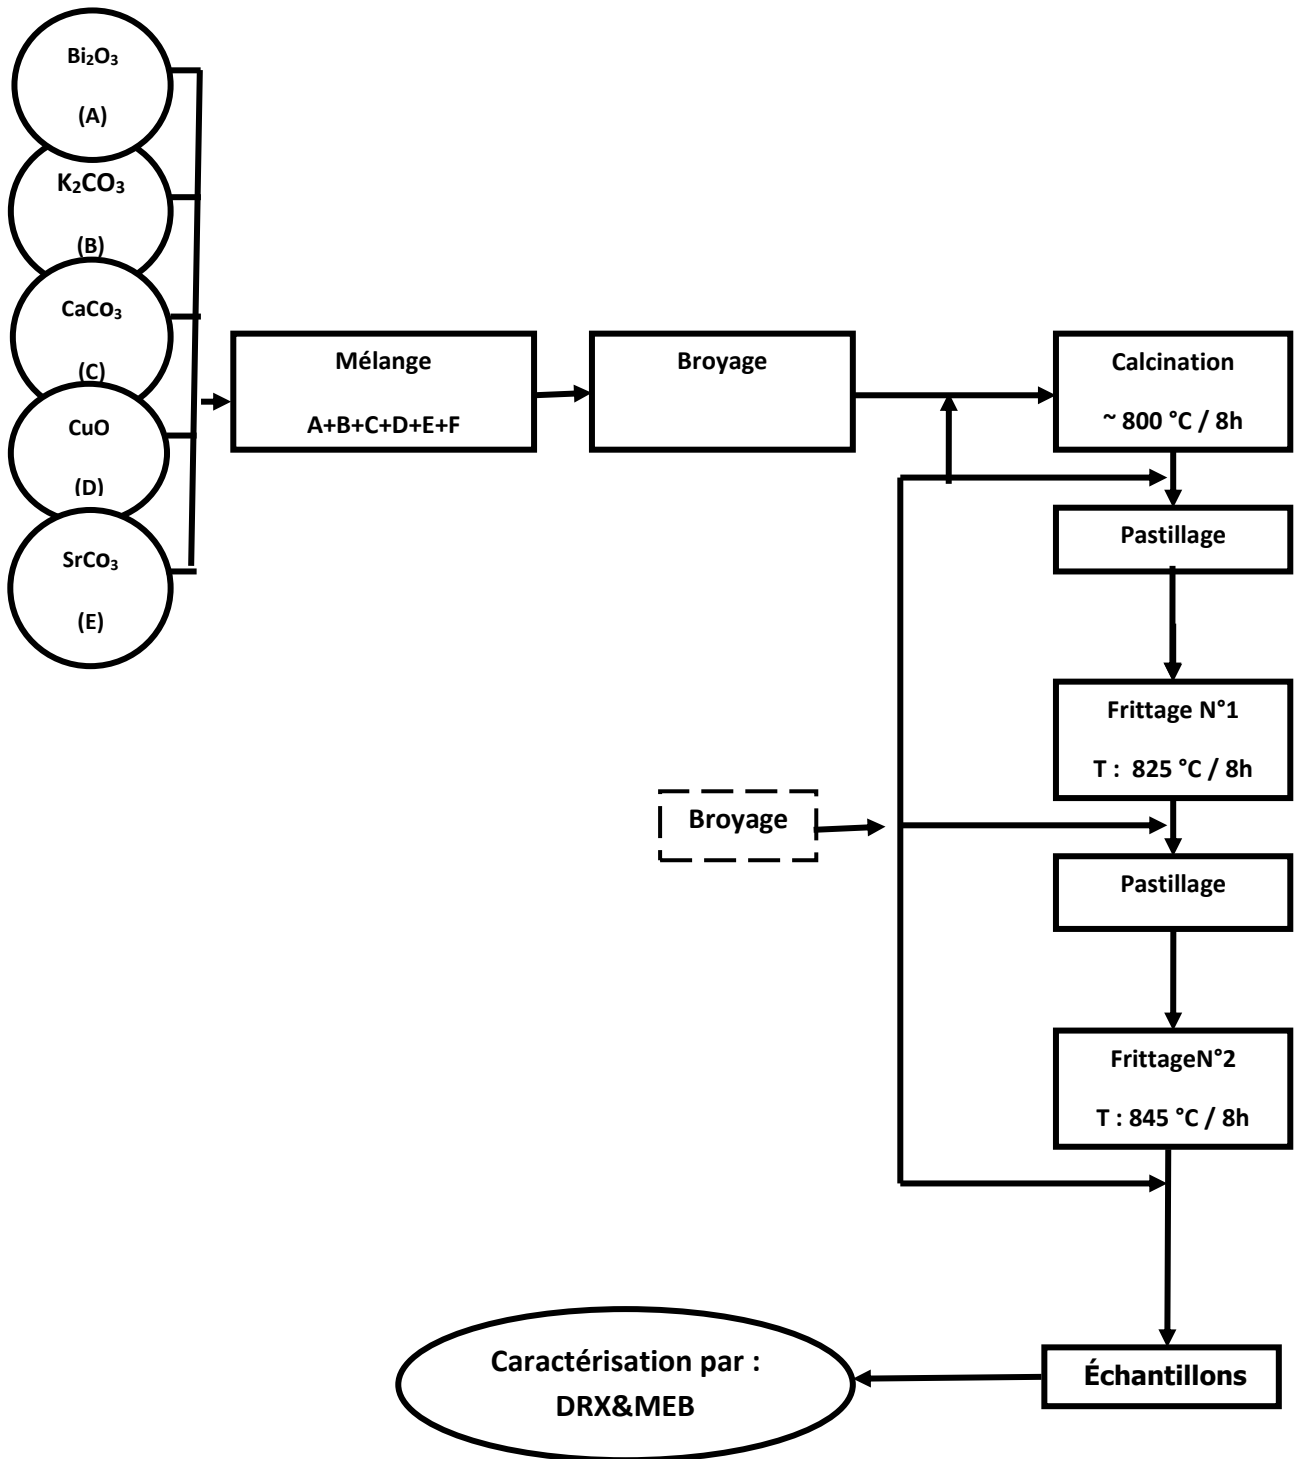 Bi₂O₃
(A)
K₂CO₃
(B)
CaCo₃
(C)
CuO
(D)
SrCo₃
(E)
Mélange
A+B+C+D+E+F
Broyage
Calcination
~ 800 °C / 8h
Pastillage
Frittage N°1
T : 825 °C / 8h
Broyage
Pastillage
FrittageN°2
T : 845 °C / 8h
Échantillons
Caractérisation par :
DRX&MEB